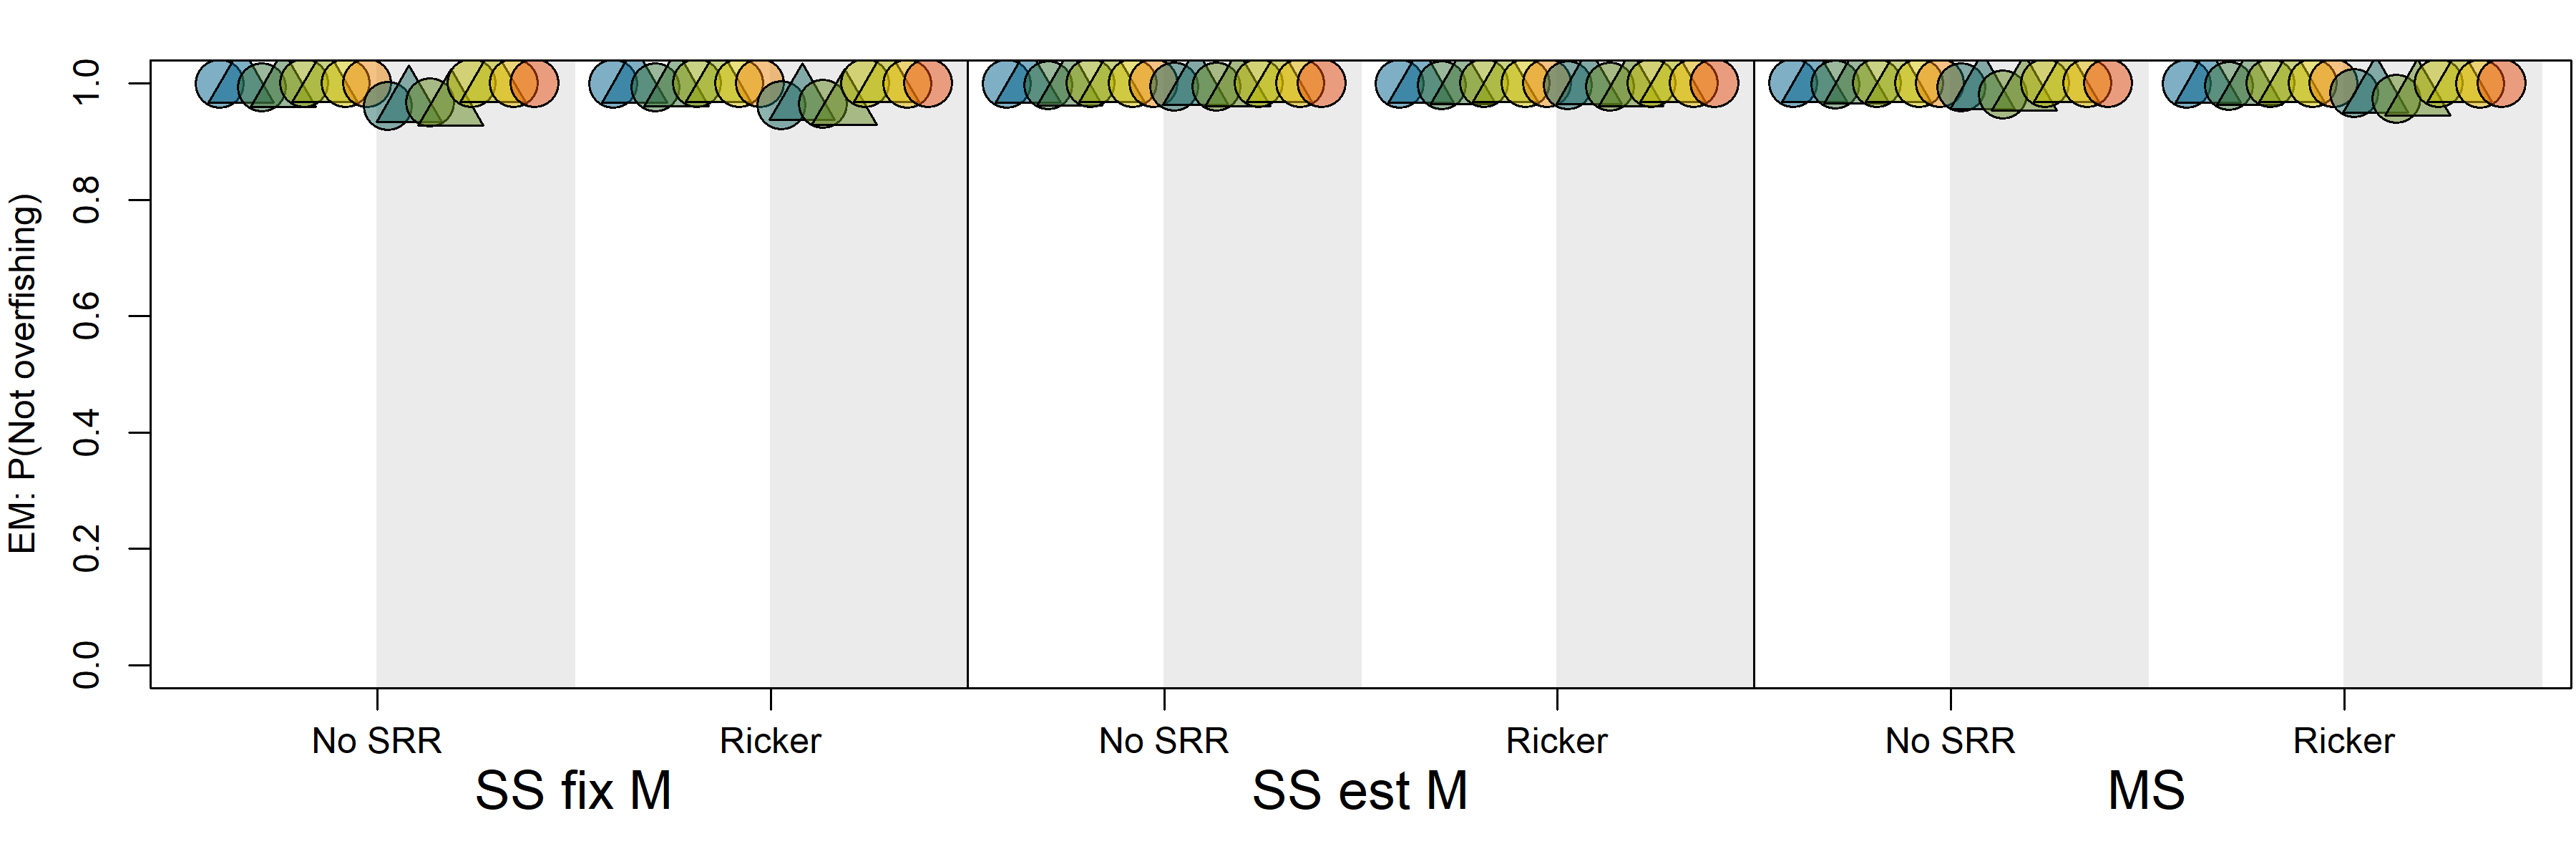 EM: P(Not overfishing)
1.0
0.8
0.6
0.4
0.2
0.0
No SRR Ricker No SRR Ricker No SRR Ricker
SS fix M SS est M MS